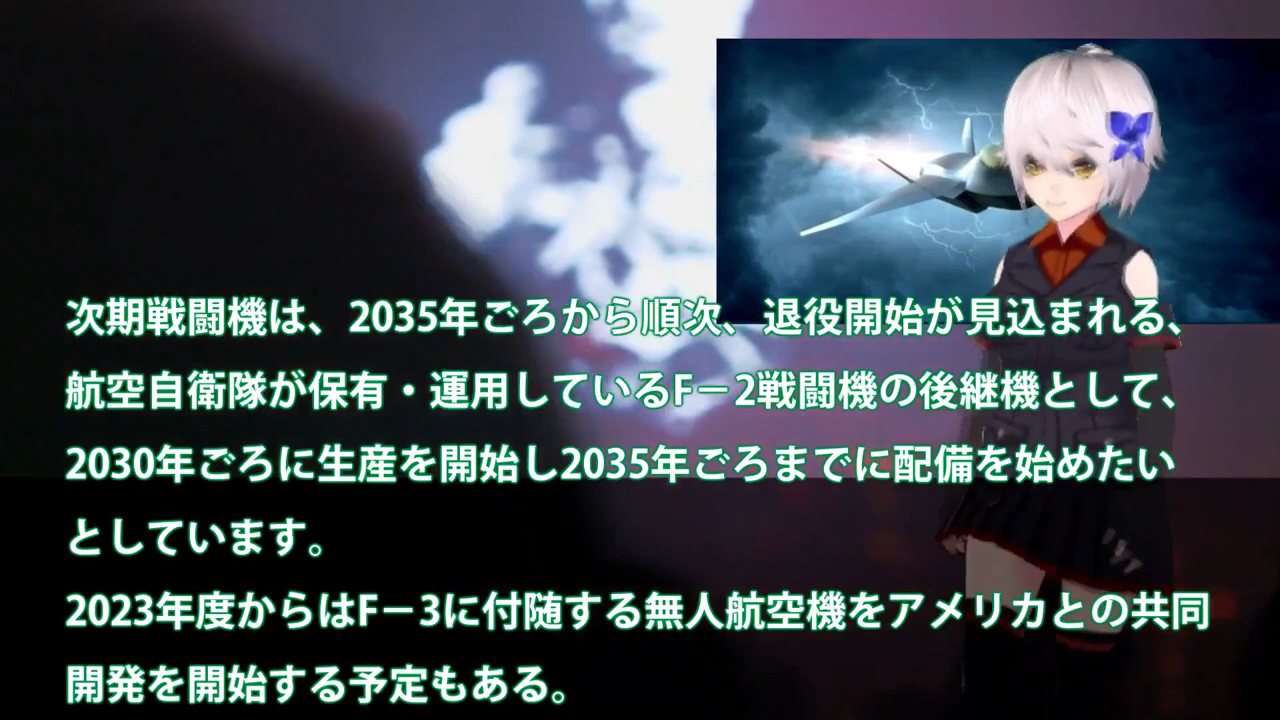 次期戦闘機は、2035年ごろから順次、退役開始が見込まれる、
航空自衛隊が保有・運用しているF－2戦闘機の後継機として、
2030年ごろに生産を開始し2035年ごろまでに配備を始めたい
としています。
2023年度からはF－3に付随する無人航空機をアメリカとの共同
開発を開始する予定もある。